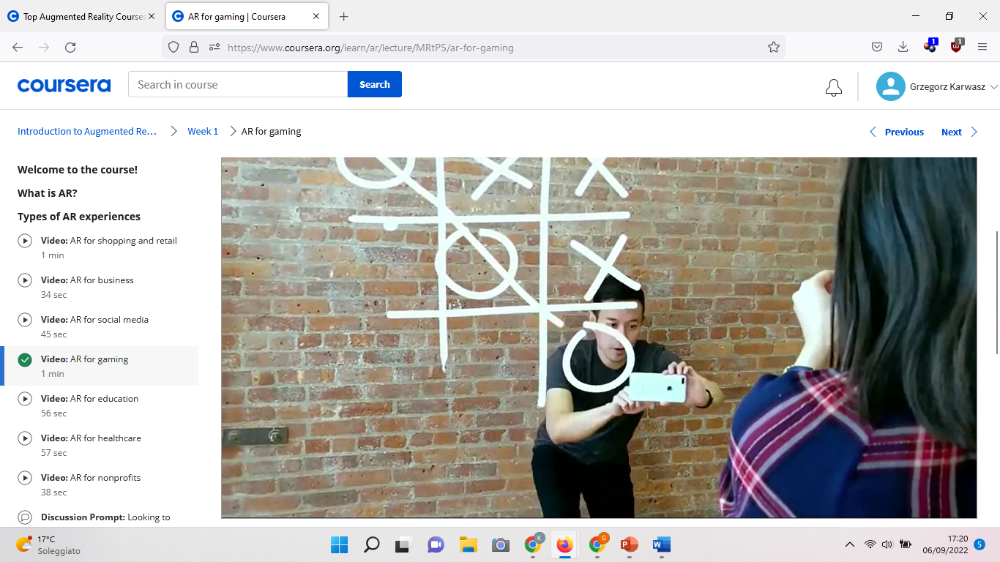 Top Augmented Reality Courses
AR for gaming | Coursera
https://www.coursera.org/learn/ar/lecture/MRtP5/ar-for-gaming
1
1
coursera
Search in course
Search
Grzegorz Karwasz
Introduction to Augmented Re...
Week 1
AR for gaming
Previous
Next
Welcome to the course!
What is AR?
Types of AR experiences
Video: AR for shopping and retail
1 min
Video: AR for business
34 sec
Video: AR for social media
45 sec
Video: AR for gaming
1 min
Video: AR for education
56 sec
Video: AR for healthcare
57 sec
Video: AR for nonprofits
38 sec
Discussion Prompt: Looking to
17°C
Soleggiato
K
G
P
W
17:20
06/09/2022
5